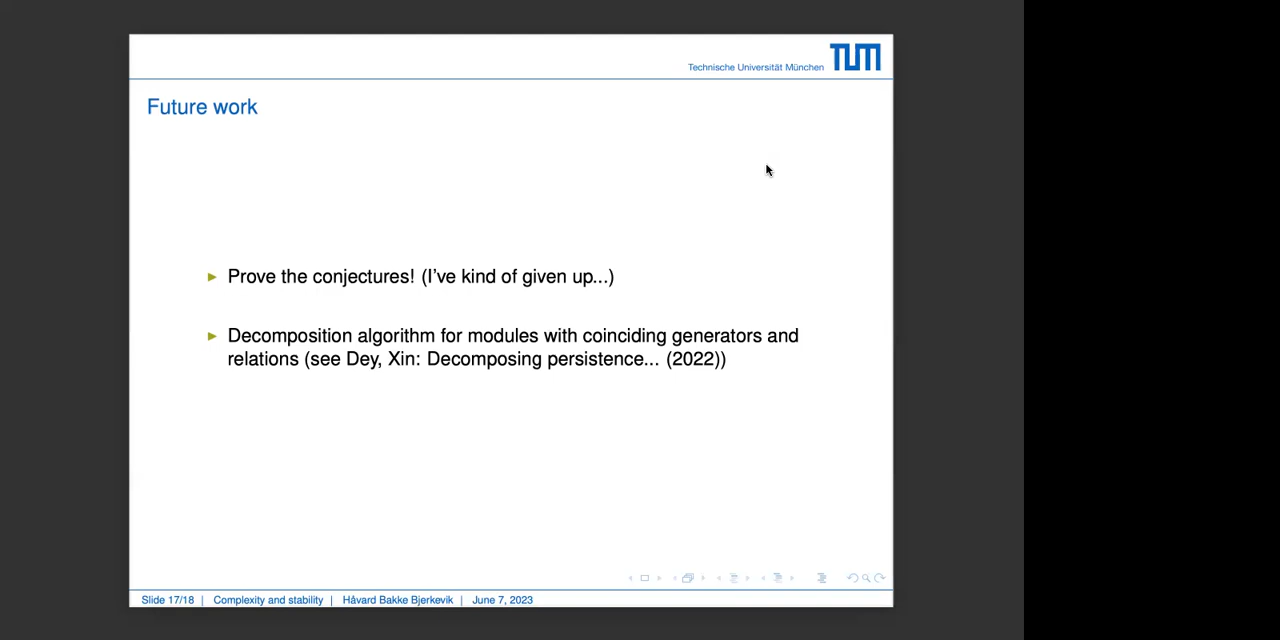 Technische Universität München TUM
Future work
Prove the conjectures! (I've kind of given up...)
Decomposition algorithm for modules with coinciding generators and
relations (see Dey, Xin: Decomposing persistence... (2022))
Slide 17/18 | Complexity and stability | Håvard Bakke Bjerkevik | June 7, 2023